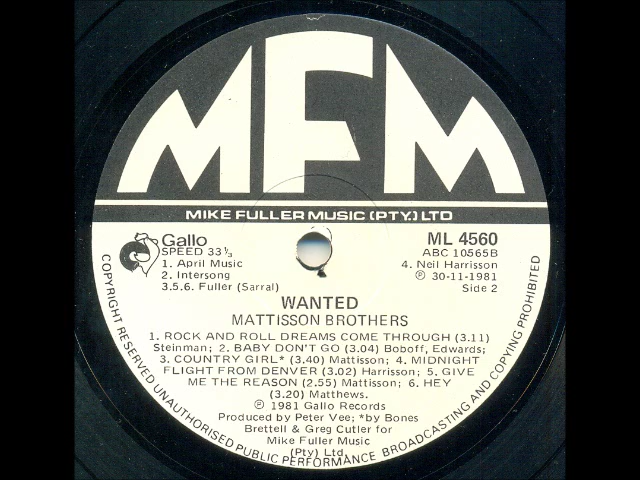 MFM
MIKE FULLER MUSIC (PTY.) LTD
Gallo
SPEED 33⅓
1. April Music
2. Intersong
3.5.6. Fuller (Sarral)
ML 4560
ABC 10565B
4. Neil Harrisson
℗ 30-11-1981
Side 2
WANTED
MATTISSON BROTHERS
1. ROCK AND ROLL DREAMS COME THROUGH (3.11)
Steinman; 2. BABY DON'T GO (3.04) Boboff, Edwards;
3. COUNTRY GIRL* (3.40) Mattisson; 4. MIDNIGHT
FLIGHT FROM DENVER (3.02) Harrisson; 5. GIVE
ME THE REASON (2.55) Mattisson; 6. HEY
(3.20) Matthews.
℗ 1981 Gallo Records
Produced by Peter Vee; *by Bones
Brettell & Greg Cutler for
Mike Fuller Music
(Pty) Ltd.
COPYRIGHT RESERVED UNAUTHORISED PUBLIC PERFORMANCE BROADCASTING AND COPYING PROHIBITED